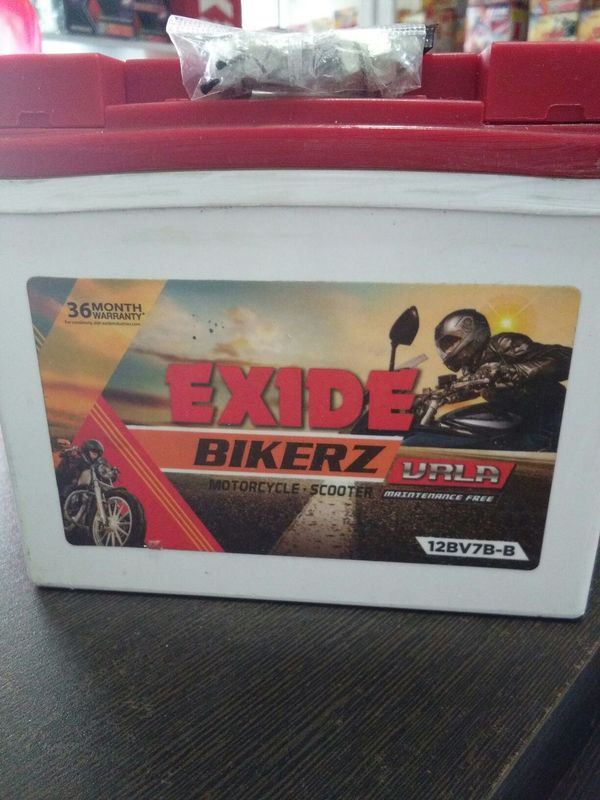 36 MONTH
WARRANTY*
EXIDE
BIKERZ
MOTORCYCLE · SCOOTER
VRLA
MAINTENANCE FREE
12BV7B-B